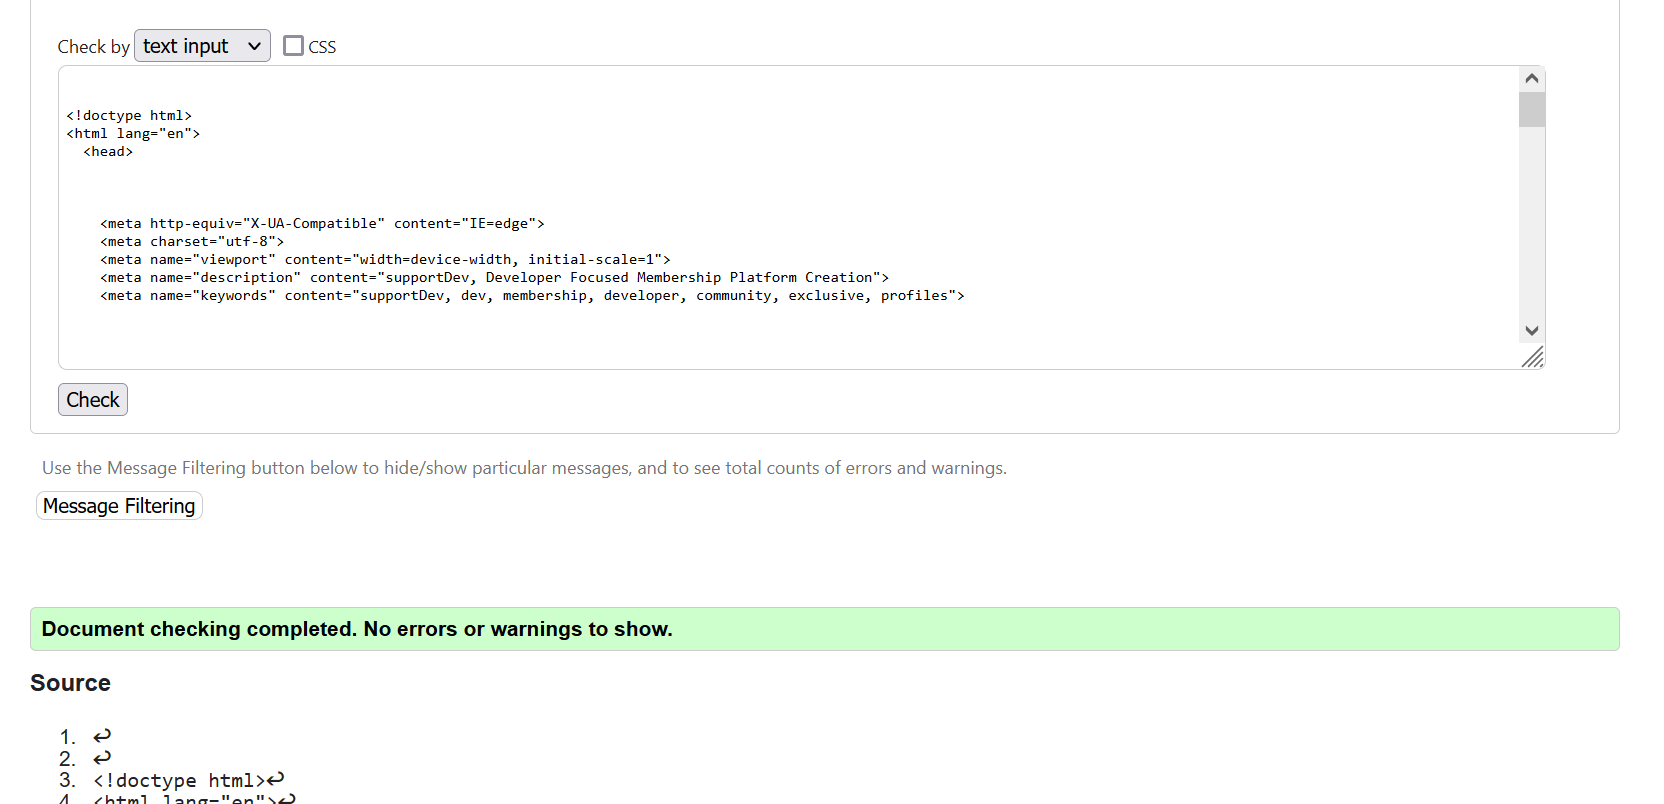 Check by text input CSS
<!doctype html>
<html lang="en">
<head>
<meta http-equiv="X-UA-Compatible" content="IE=edge">
<meta charset="utf-8">
<meta name="viewport" content="width=device-width, initial-scale=1">
<meta name="description" content="supportDev, Developer Focused Membership Platform Creation">
<meta name="keywords" content="supportDev, dev, membership, developer, community, exclusive, profiles">
Check
Use the Message Filtering button below to hide/show particular messages, and to see total counts of errors and warnings.
Message Filtering
Document checking completed. No errors or warnings to show.
Source
1. ↩
2. ↩
3. <!doctype html>↩
4. <html lang="en">↩